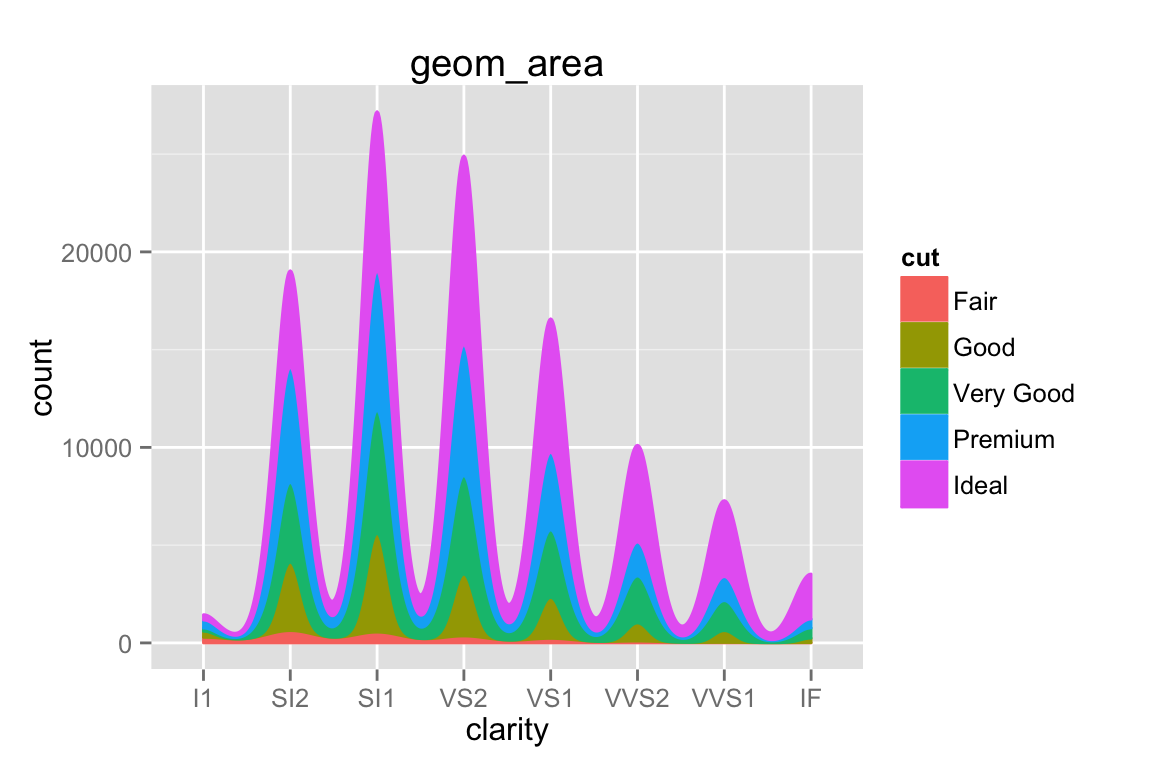 geom_area
count
20000
10000
0
I1 SI2 SI1 VS2 VS1 VVS2 VVS1 IF
clarity
cut
Fair
Good
Very Good
Premium
Ideal